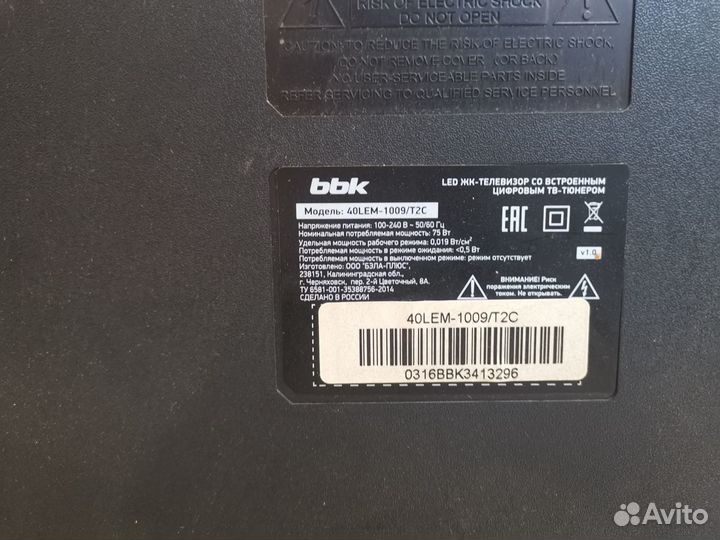 RISK OF ELECTRIC SHOCK
DO NOT OPEN
CAUTION: TO REDUCE THE RISK OF ELECTRIC SHOCK,
DO NOT REMOVE COVER (OR BACK)
NO USER-SERVICEABLE PARTS INSIDE
REFER SERVICING TO QUALIFIED SERVICE PERSONNEL
bbk
LED ЖК-ТЕЛЕВИЗОР СО ВСТРОЕННЫМ
ЦИФРОВЫМ ТВ-ТЮНЕРОМ
Модель: 40LEM-1009/T2C
Напряжение питания: 100-240 В ~ 50/60 Гц
Номинальная потребляемая мощность: 75 Вт
Удельная мощность рабочего режима: 0,019 Вт/см²
Потребляемая мощность в режиме ожидания: <0,5 Вт
Потребляемая мощность в выключенном режиме: режим отсутствует
Изготовлено: ООО "БЭЛА-ПЛЮС",
238151, Калининградская обл.,
г. Черняховск, пер. 2-й Цветочный, 8А.
ТУ 6581-001-35388756-2014
СДЕЛАНО В РОССИИ
EAC
v1.0
ВНИМАНИЕ! Риск
поражения электрическим
током. Не открывать.
40LEM-1009/T2C
0316BBK3413296
Avito